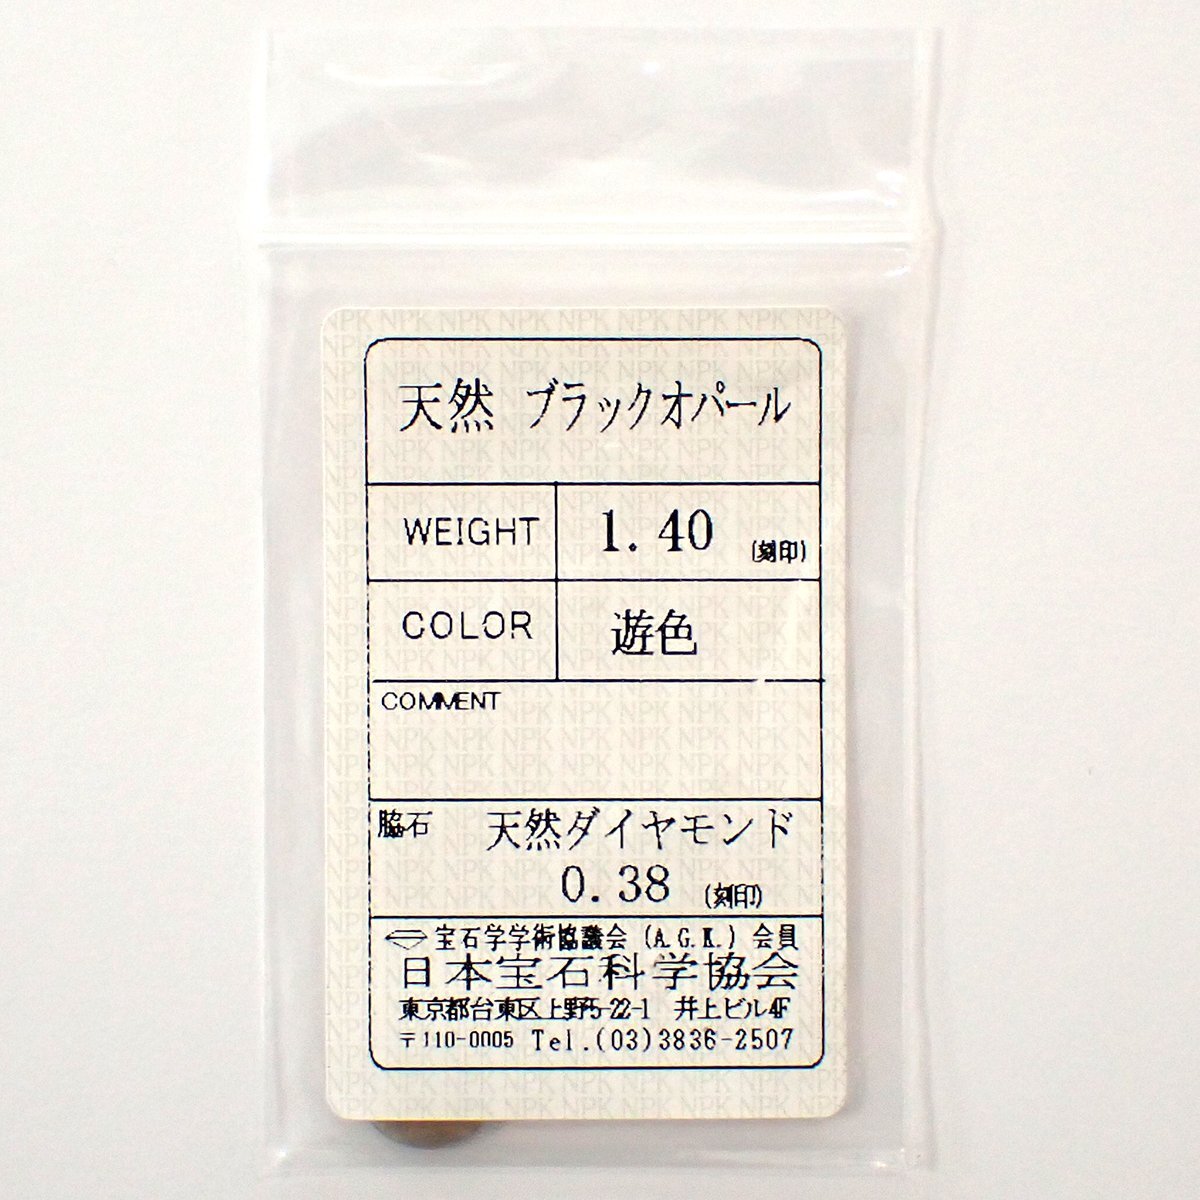 天然 ブラックオパール
WEIGHT 1.40 (刻印)
COLOR 遊色
COMMENT
脇石 天然ダイヤモンド
0.38 (刻印)
宝石学学術協議会 (A.G.K.) 会員
日本宝石科学協会
東京都台東区上野5-22-1 井上ビル4F
〒110-0005 Tel.(03)3836-2507